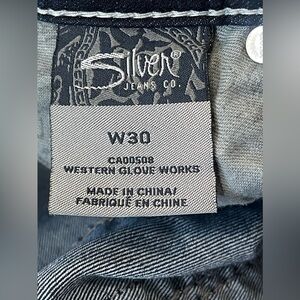 Silver®
JEANS CO.
W30
CA00508
WESTERN GLOVE WORKS
MADE IN CHINA/
FABRIQUÉ EN CHINE